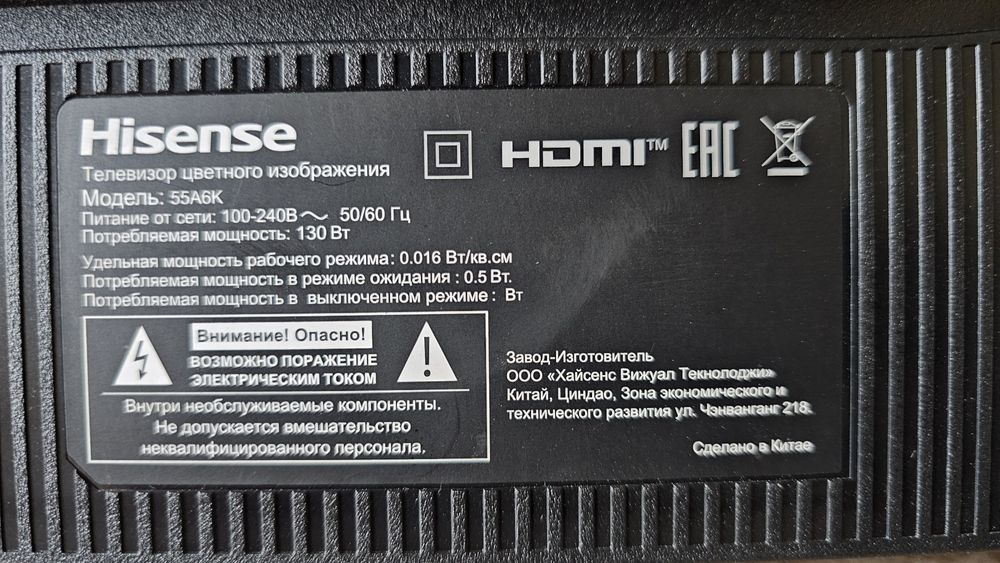 Hisense
HDMI™ EAC
Телевизор цветного изображения
Модель: 55A6K
Питание от сети: 100-240В～ 50/60 Гц
Потребляемая мощность: 130 Вт
Удельная мощность рабочего режима: 0.016 Вт/кв.см
Потребляемая мощность в режиме ожидания : 0.5 Вт.
Потребляемая мощность в выключенном режиме : Вт
Внимание! Опасно!
ВОЗМОЖНО ПОРАЖЕНИЕ
ЭЛЕКТРИЧЕСКИМ ТОКОМ
Внутри необслуживаемые компоненты.
Не допускается вмешательство
неквалифицированного персонала.
Завод-Изготовитель
ООО «Хайсенс Вижуал Текнолоджи»
Китай, Циндао, Зона экономического и
технического развития ул. Чэнванганг 218.
Сделано в Китае